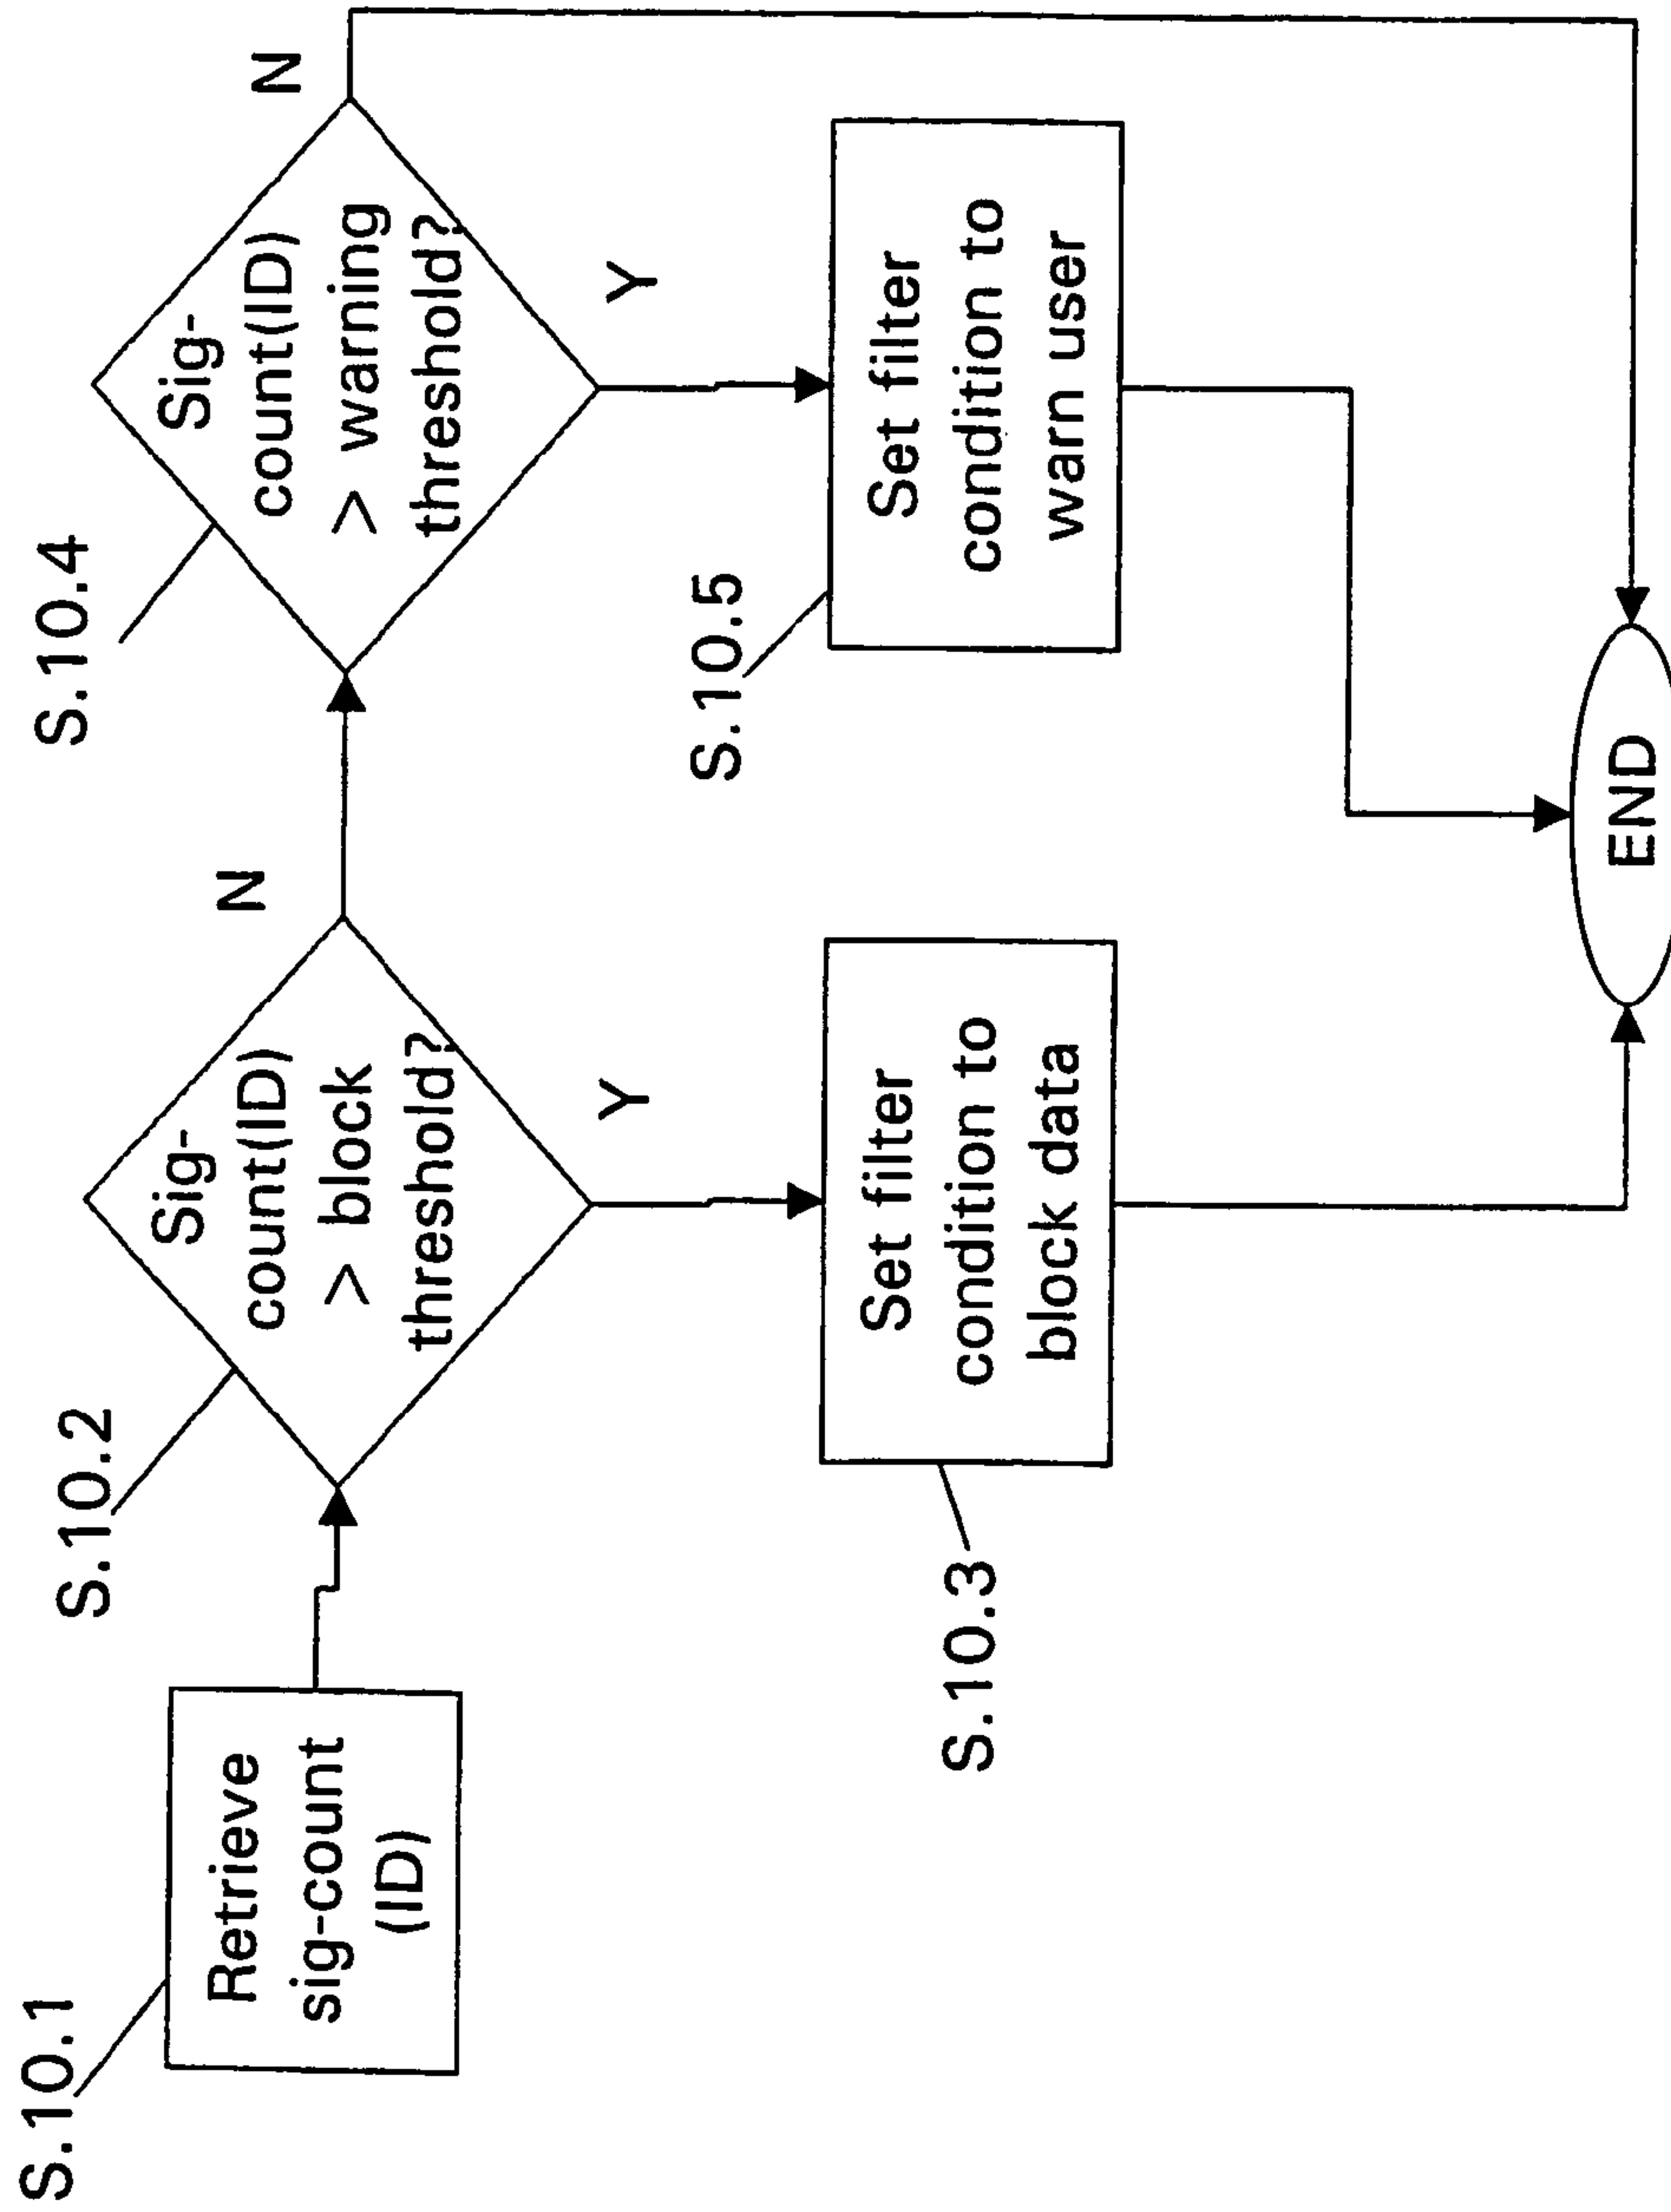 S.10.1
Retrieve
sig-count
(ID)
S.10.2
Sig-
count(ID)
> block
threshold?
N
Y
S.10.3
Set filter
condition to
block data
S.10.4
Sig-
count(ID)
> warning
threshold?
N
Y
S.10.5
Set filter
condition to
warn user
END